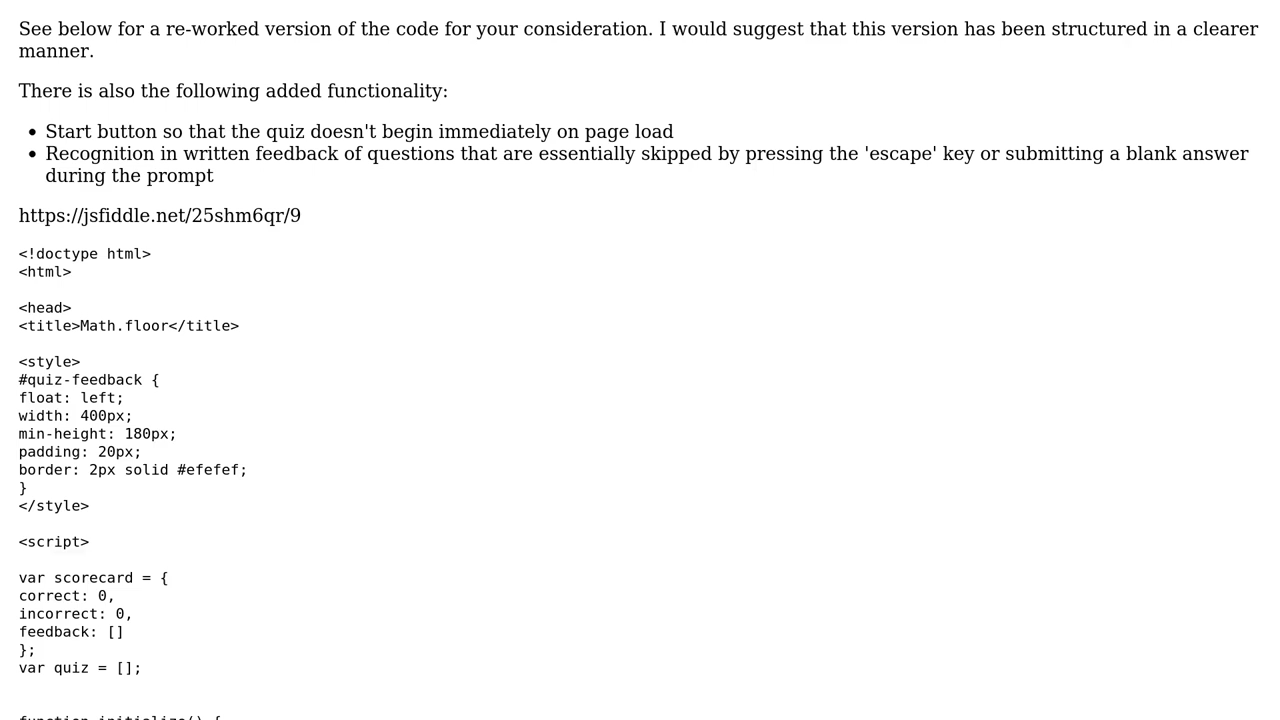 See below for a re-worked version of the code for your consideration. I would suggest that this version has been structured in a clearer
manner.
There is also the following added functionality:
• Start button so that the quiz doesn't begin immediately on page load
• Recognition in written feedback of questions that are essentially skipped by pressing the 'escape' key or submitting a blank answer
during the prompt
https://jsfiddle.net/25shm6qr/9
<!doctype html>
<html>
<head>
<title>Math.floor</title>
<style>
#quiz-feedback {
float: left;
width: 400px;
min-height: 180px;
padding: 20px;
border: 2px solid #efefef;
}
</style>
<script>
var scorecard = {
correct: 0,
incorrect: 0,
feedback: []
};
var quiz = [];
function initialize() {